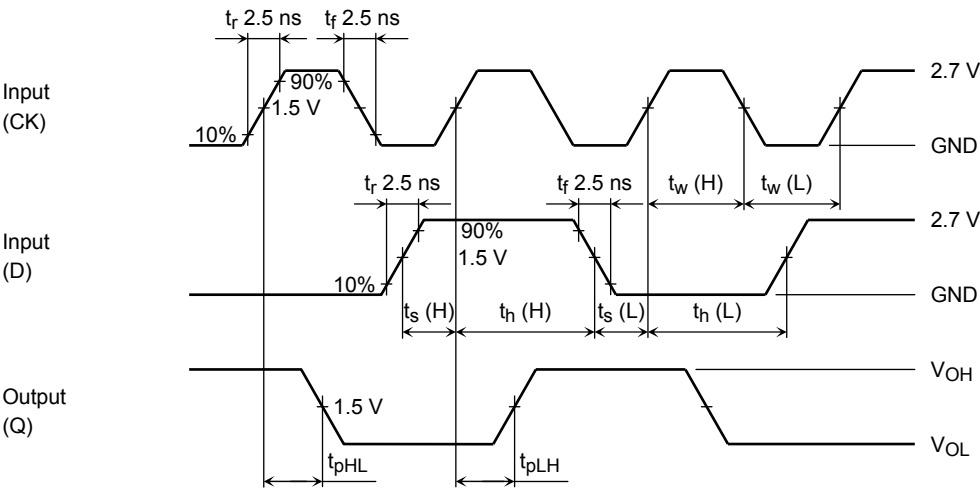 tr 2.5 ns
tf 2.5 ns
Input
(CK)
10%
90%
1.5 V
2.7 V
GND
tw (H)
tw (L)
tr 2.5 ns
tf 2.5 ns
Input
(D)
10%
90%
1.5 V
2.7 V
GND
ts (H)
th (H)
ts (L)
th (L)
Output
(Q)
1.5 V
VOH
VOL
tpHL
tpLH